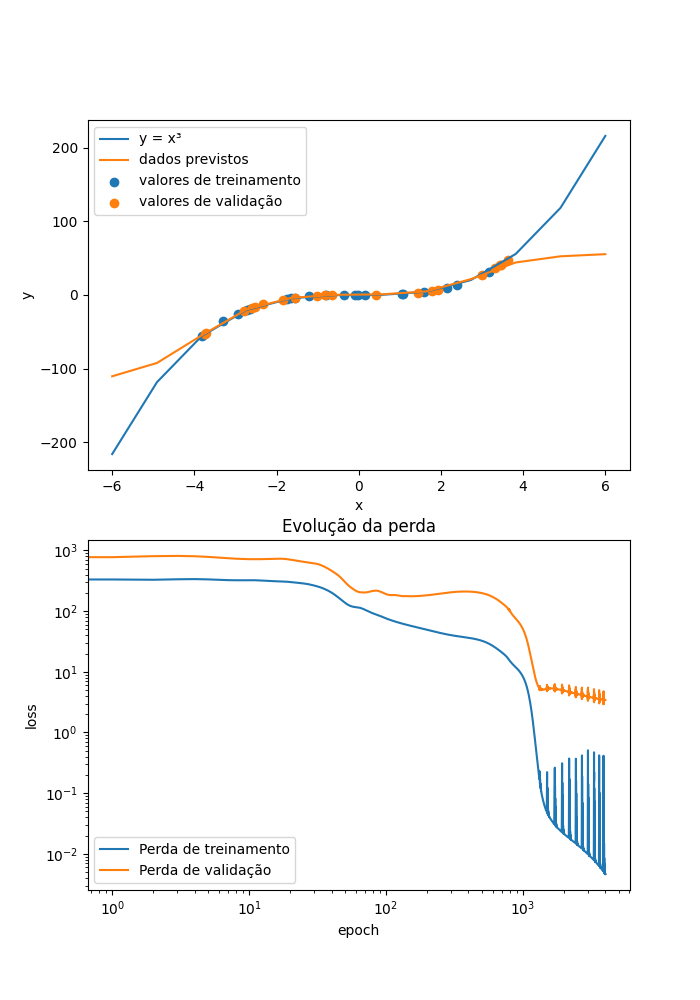 y = x³
dados previstos
valores de treinamento
valores de validação
200
100
0
−100
−200
y
−6 −4 −2 0 2 4 6
x
Evolução da perda
10³
10²
10¹
10⁰
10⁻¹
10⁻²
loss
Perda de treinamento
Perda de validação
10⁰ 10¹ 10² 10³
epoch